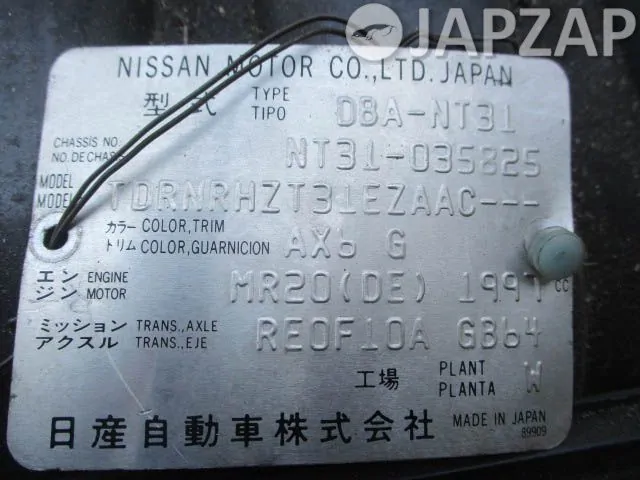 JAPZAP
NISSAN MOTOR CO.,LTD.JAPAN
型式 TYPE TIPO DBA-NT31
CHASSIS NO. NO.DE CHASIS NT31-035825
MODEL MODELO TDRNRHZT31EZAAC---
カラー COLOR,TRIM
トリム COLOR,GUARNICION AX6 G
エンジン ENGINE MOTOR MR20(DE) 1997 CC
ミッション TRANS.,AXLE
アクスル TRANS.,EJE RE0F10A GB64
工場 PLANT PLANTA W
日産自動車株式会社 MADE IN JAPAN
89909